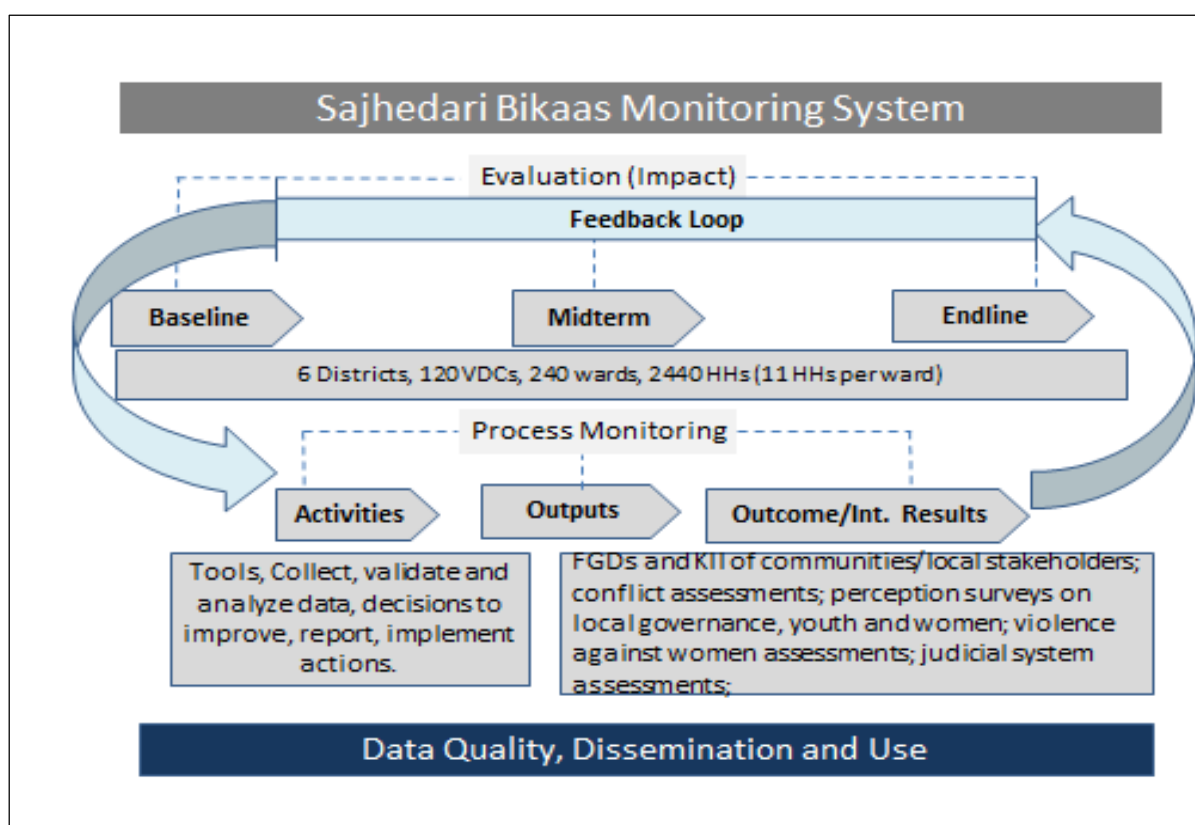 Sajhedari Bikaas Monitoring System
Evaluation (Impact)
Feedback Loop
Baseline
Midterm
Endline
6 Districts, 120 VDCs, 240 wards, 2440 HHs (11 HHs per ward)
Process Monitoring
Activities
Outputs
Outcome/Int. Results
Tools, Collect, validate and
analyze data, decisions to
improve, report, implement
actions.
FGDs and KII of communities/local stakeholders;
conflict assessments; perception surveys on
local governance, youth and women; violence
against women assessments; judicial system
assessments;
Data Quality, Dissemination and Use